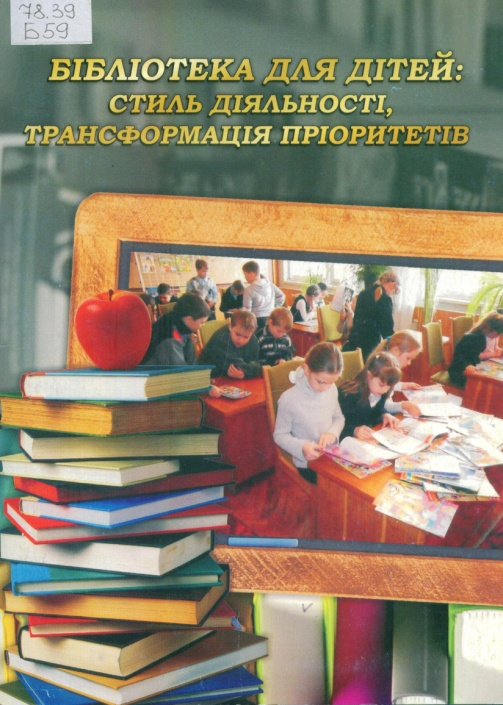 78.39
Б59
БІБЛІОТЕКА ДЛЯ ДІТЕЙ:
СТИЛЬ ДІЯЛЬНОСТІ,
ТРАНСФОРМАЦІЯ ПРІОРИТЕТІВ